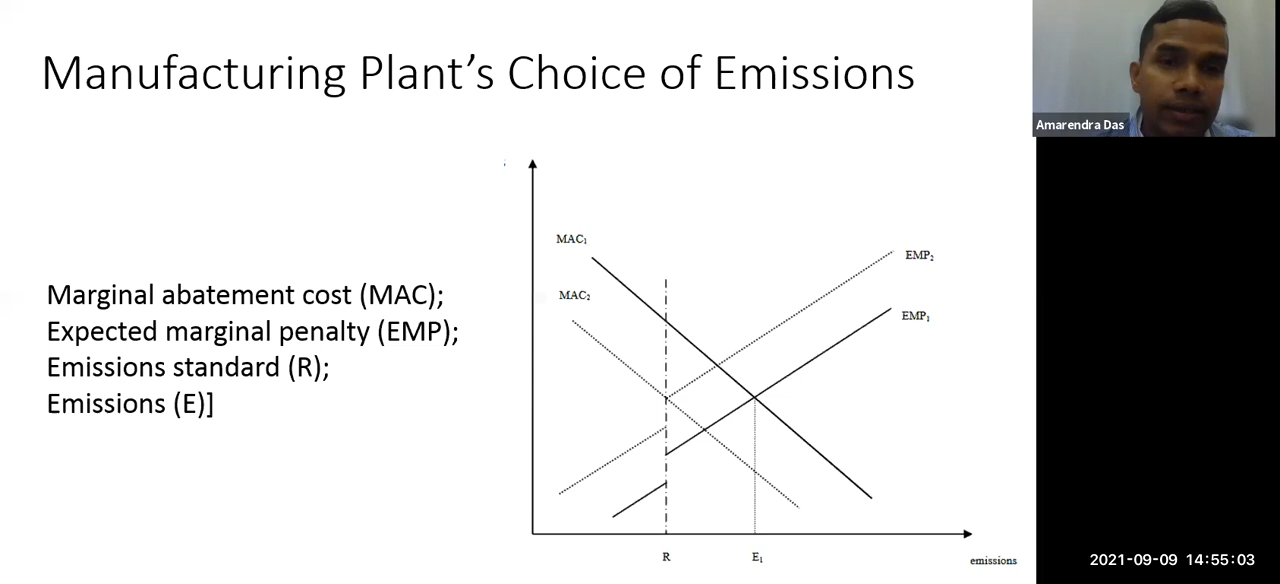 Manufacturing Plant’s Choice of Emissions
Amarendra Das
Marginal abatement cost (MAC);
Expected marginal penalty (EMP);
Emissions standard (R);
Emissions (E)]
MAC₁
MAC₂
EMP₂
EMP₁
R
E₁
emissions
2021-09-09 14:55:03